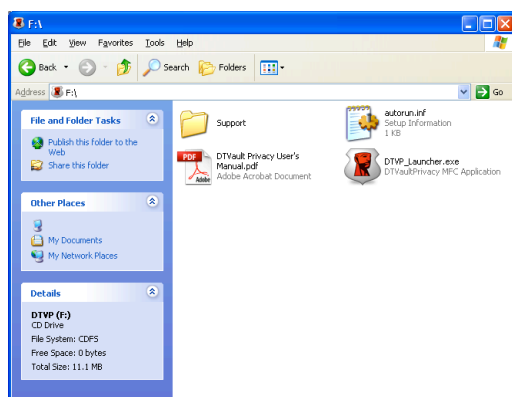 F:\
File Edit View Favorites Tools Help
Back Search Folders
Address F:\ Go
File and Folder Tasks
Publish this folder to the
Web
Share this folder
Other Places
My Documents
My Network Places
Details
DTVP (F:)
CD Drive
File System: CDFS
Free Space: 0 bytes
Total Size: 11.1 MB
Support
autorun.inf
Setup Information
1 KB
PDF
Adobe
DTVault Privacy User's
Manual.pdf
Adobe Acrobat Document
DTVP_Launcher.exe
DTVaultPrivacy MFC Application